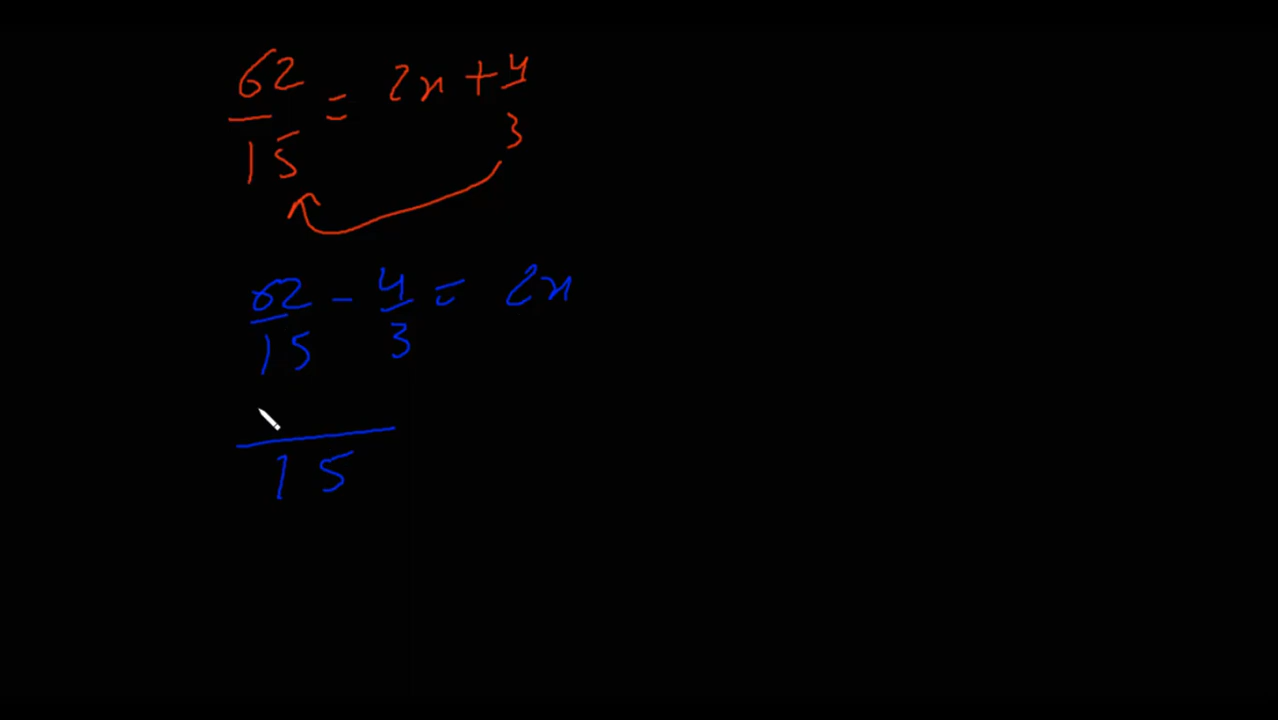 62/15 = 2x + 4/3
62/15 - 4/3 = 2x
/15